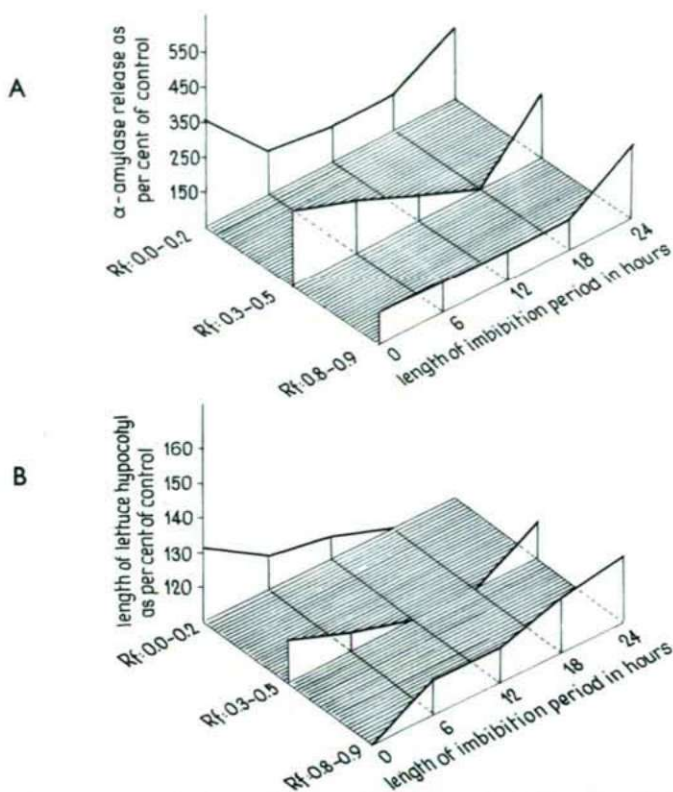 A
α-amylase release as
per cent of control
550
450
350
250
150
Rf:0.0-0.2
Rf:0.3-0.5
Rf:0.8-0.9
0
6
12
18
24
length of imbibition period in hours
B
length of lettuce hypocotyl
as per cent of control
160
150
140
130
120
Rf:0.0-0.2
Rf:0.3-0.5
Rf:0.8-0.9
0
6
12
18
24
length of imbibition period in hours